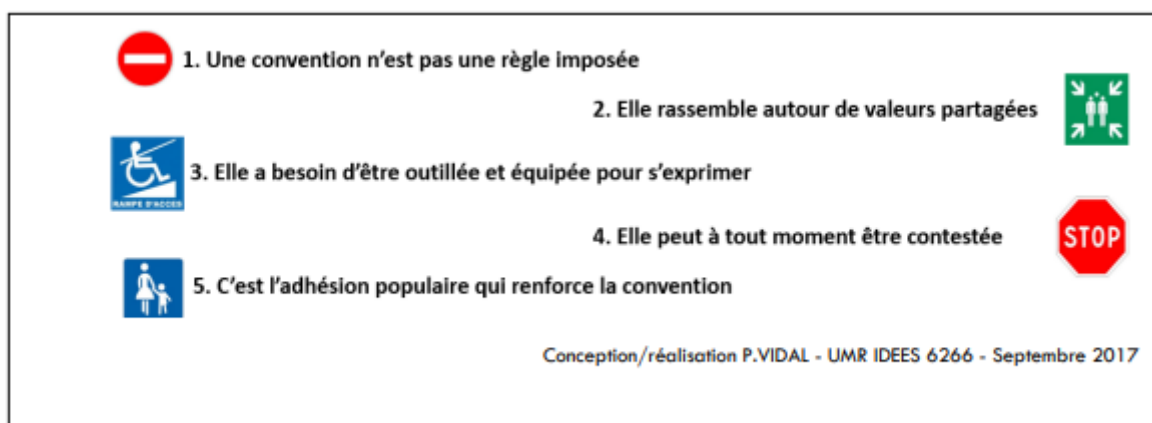 1. Une convention n'est pas une règle imposée
2. Elle rassemble autour de valeurs partagées
3. Elle a besoin d'être outillée et équipée pour s'exprimer
RAMPE D'ACCES
4. Elle peut à tout moment être contestée
STOP
5. C'est l'adhésion populaire qui renforce la convention
Conception/réalisation P.VIDAL - UMR IDEES 6266 - Septembre 2017